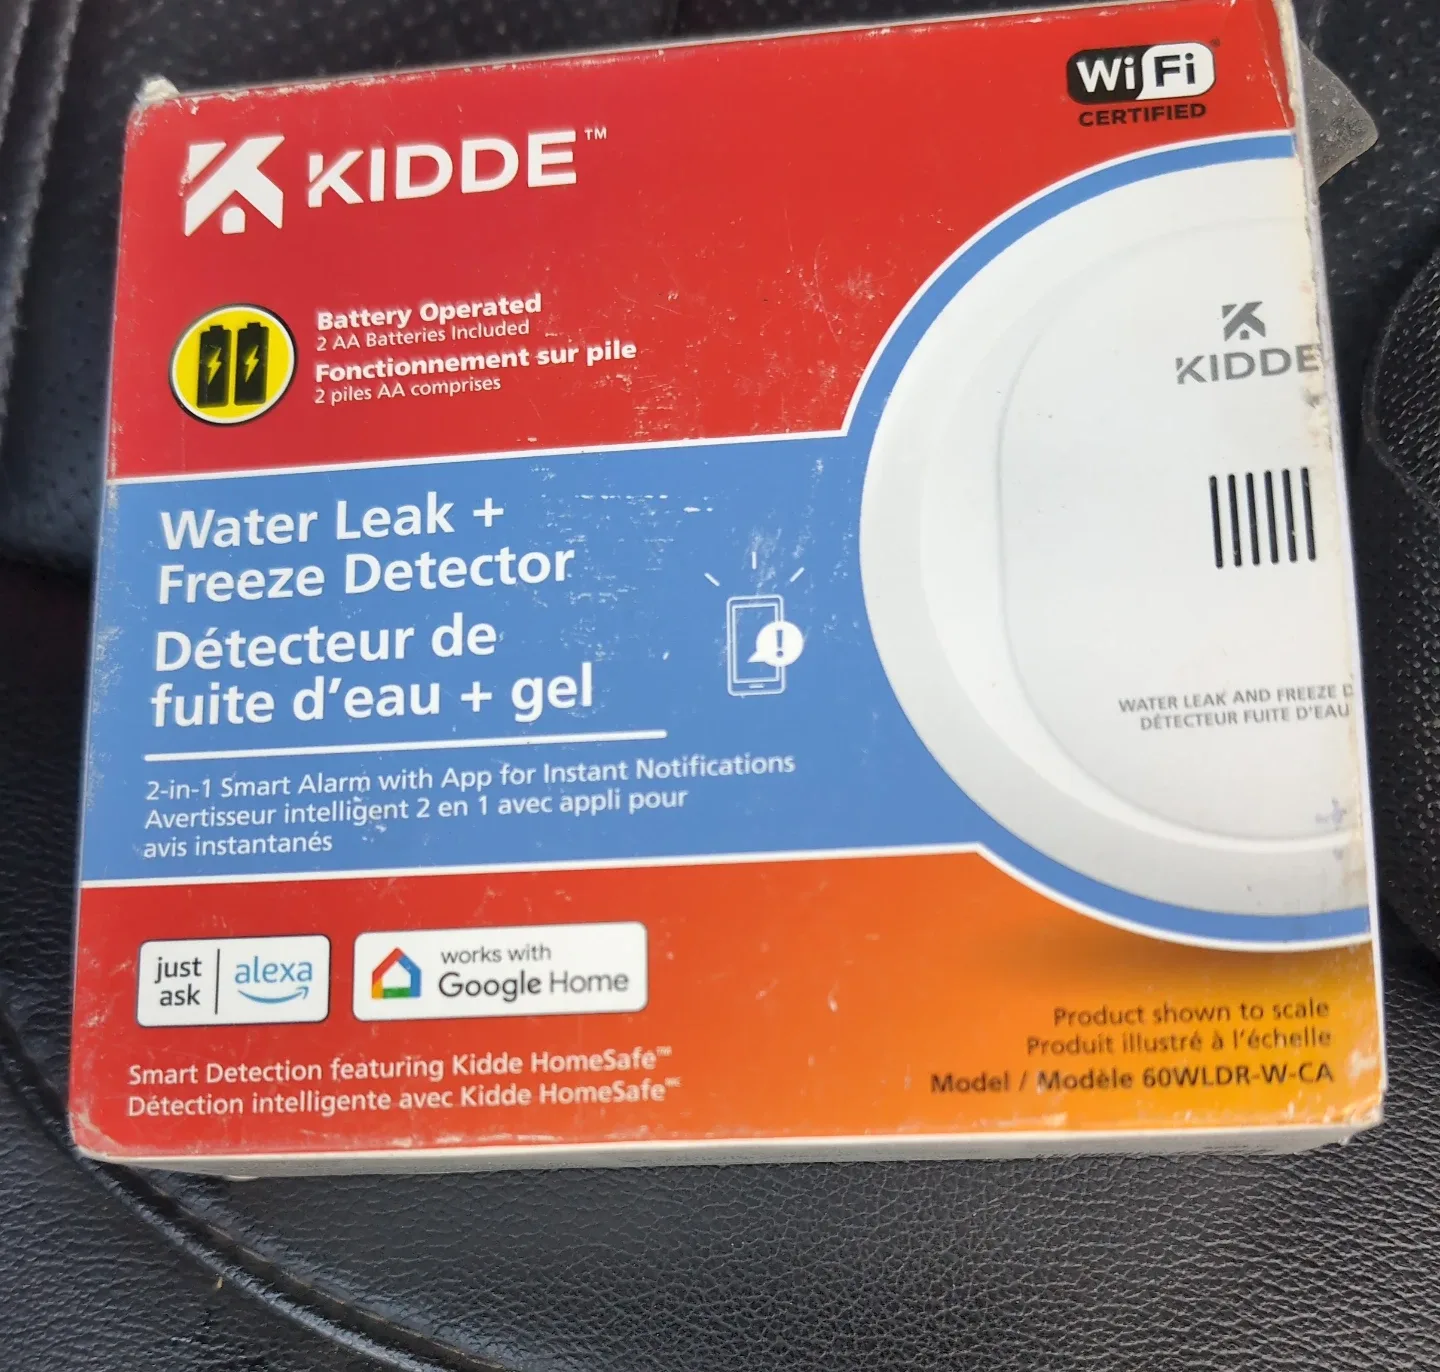 WiFi
CERTIFIED
KIDDE™
Battery Operated
2 AA Batteries Included
Fonctionnement sur pile
2 piles AA comprises
KIDDE
Water Leak +
Freeze Detector
Détecteur de
fuite d'eau + gel
WATER LEAK AND FREEZE D
DÉTECTEUR FUITE D'EAU
2-in-1 Smart Alarm with App for Instant Notifications
Avertisseur intelligent 2 en 1 avec appli pour
avis instantanés
just
ask
alexa
works with
Google Home
Smart Detection featuring Kidde HomeSafe™
Détection intelligente avec Kidde HomeSafe™
Product shown to scale
Produit illustré à l'échelle
Model / Modèle 60WLDR-W-CA